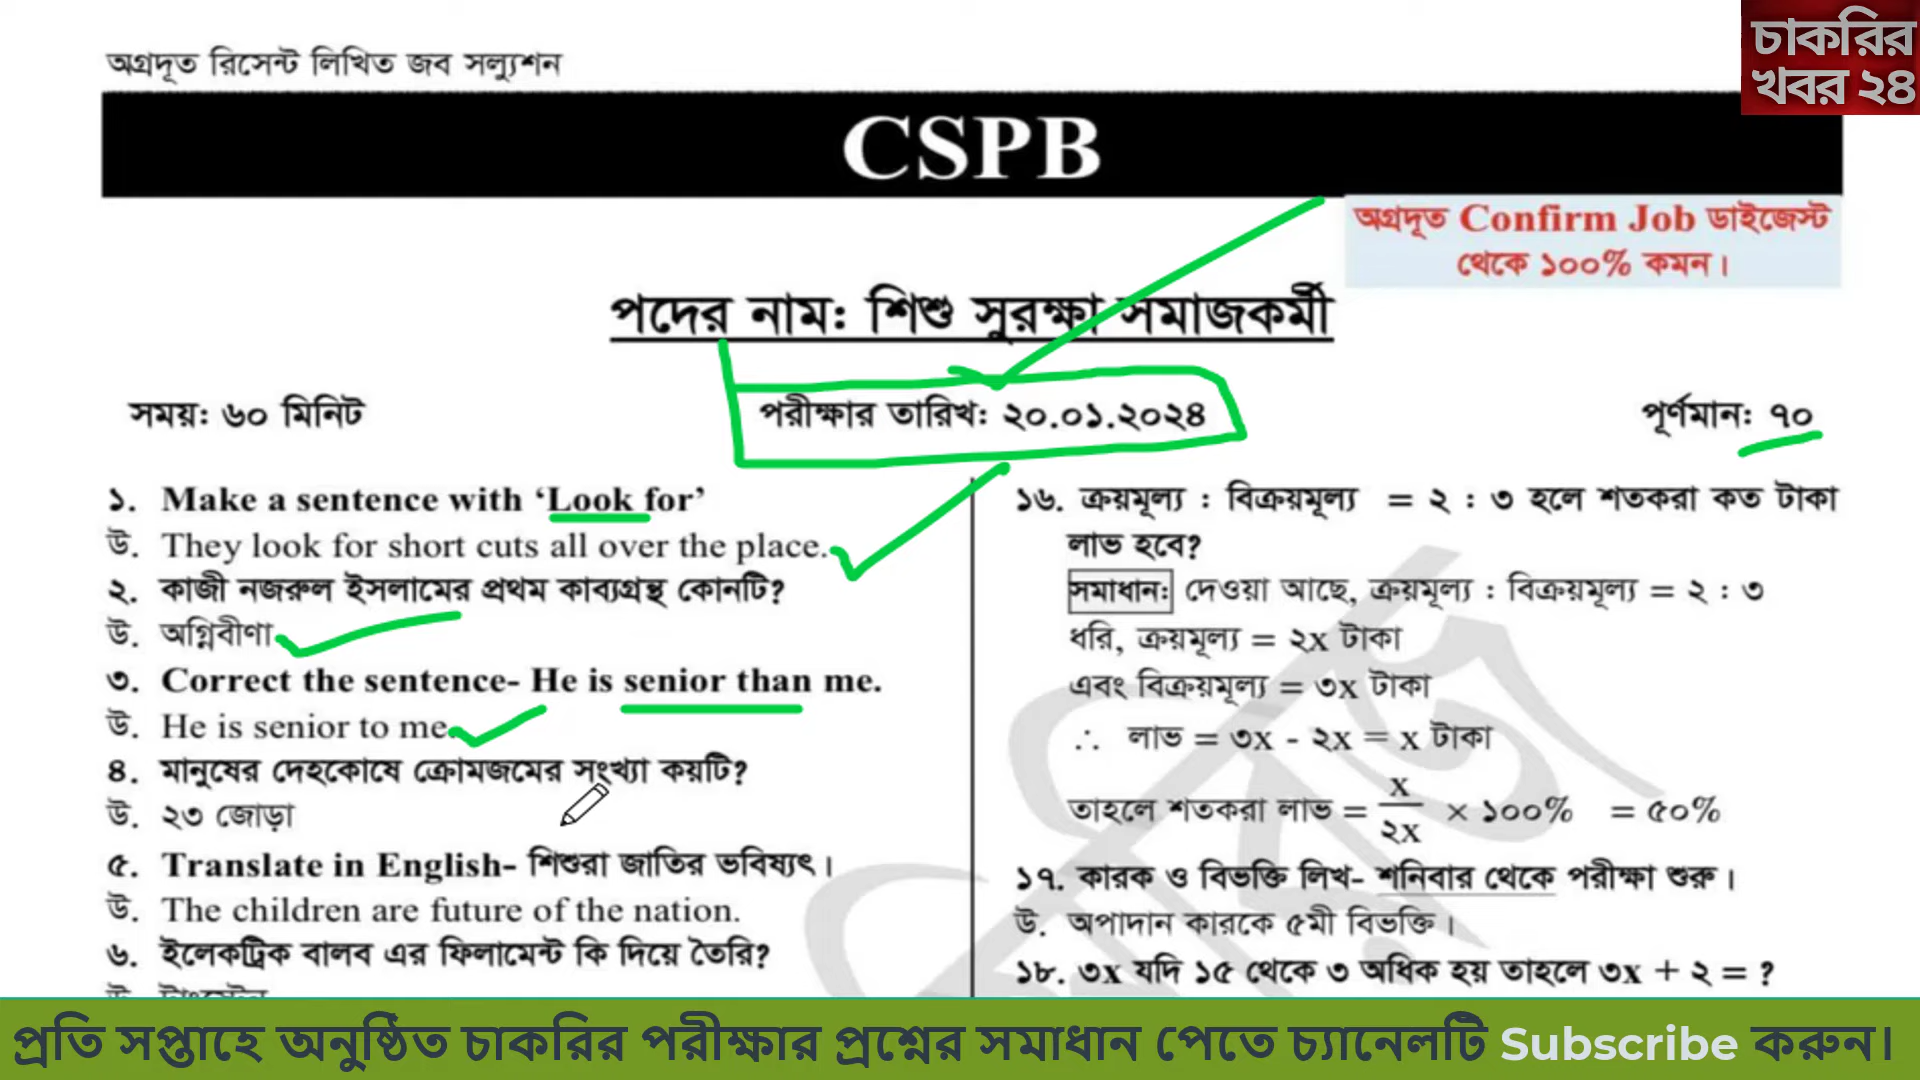 চাকরির
খবর ২৪
অগ্রদূত রিসেন্ট লিখিত জব সল্যুশন
CSPB
অগ্রদূত Confirm Job ডাইজেস্ট
থেকে ১০০% কমন।
পদের নাম: শিশু সুরক্ষা সমাজকর্মী
সময়: ৬০ মিনিট
পরীক্ষার তারিখ: ২০.০১.২০২৪
পূর্ণমান: ৭০
১. Make a sentence with ‘Look for’
উ. They look for short cuts all over the place.
২. কাজী নজরুল ইসলামের প্রথম কাব্যগ্রন্থ কোনটি?
উ. অগ্নিবীণা
৩. Correct the sentence- He is senior than me.
উ. He is senior to me.
৪. মানুষের দেহকোষে ক্রোমজমের সংখ্যা কয়টি?
উ. ২৩ জোড়া
৫. Translate in English- শিশুরা জাতির ভবিষ্যৎ।
উ. The children are future of the nation.
৬. ইলেকট্রিক বালব এর ফিলামেন্ট কি দিয়ে তৈরি?
১৬. ক্রয়মূল্য : বিক্রয়মূল্য = ২ : ৩ হলে শতকরা কত টাকা
লাভ হবে?
সমাধান: দেওয়া আছে, ক্রয়মূল্য : বিক্রয়মূল্য = ২ : ৩
ধরি, ক্রয়মূল্য = ২x টাকা
এবং বিক্রয়মূল্য = ৩x টাকা
∴ লাভ = ৩x - ২x = x টাকা
তাহলে শতকরা লাভ = x/২x × ১০০% = ৫০%
১৭. কারক ও বিভক্তি লিখ- শনিবার থেকে পরীক্ষা শুরু।
উ. অপাদান কারকে ৫মী বিভক্তি।
১৮. ৩x যদি ১৫ থেকে ৩ অধিক হয় তাহলে ৩x + ২ = ?
প্রতি সপ্তাহে অনুষ্ঠিত চাকরির পরীক্ষার প্রশ্নের সমাধান পেতে চ্যানেলটি Subscribe করুন।